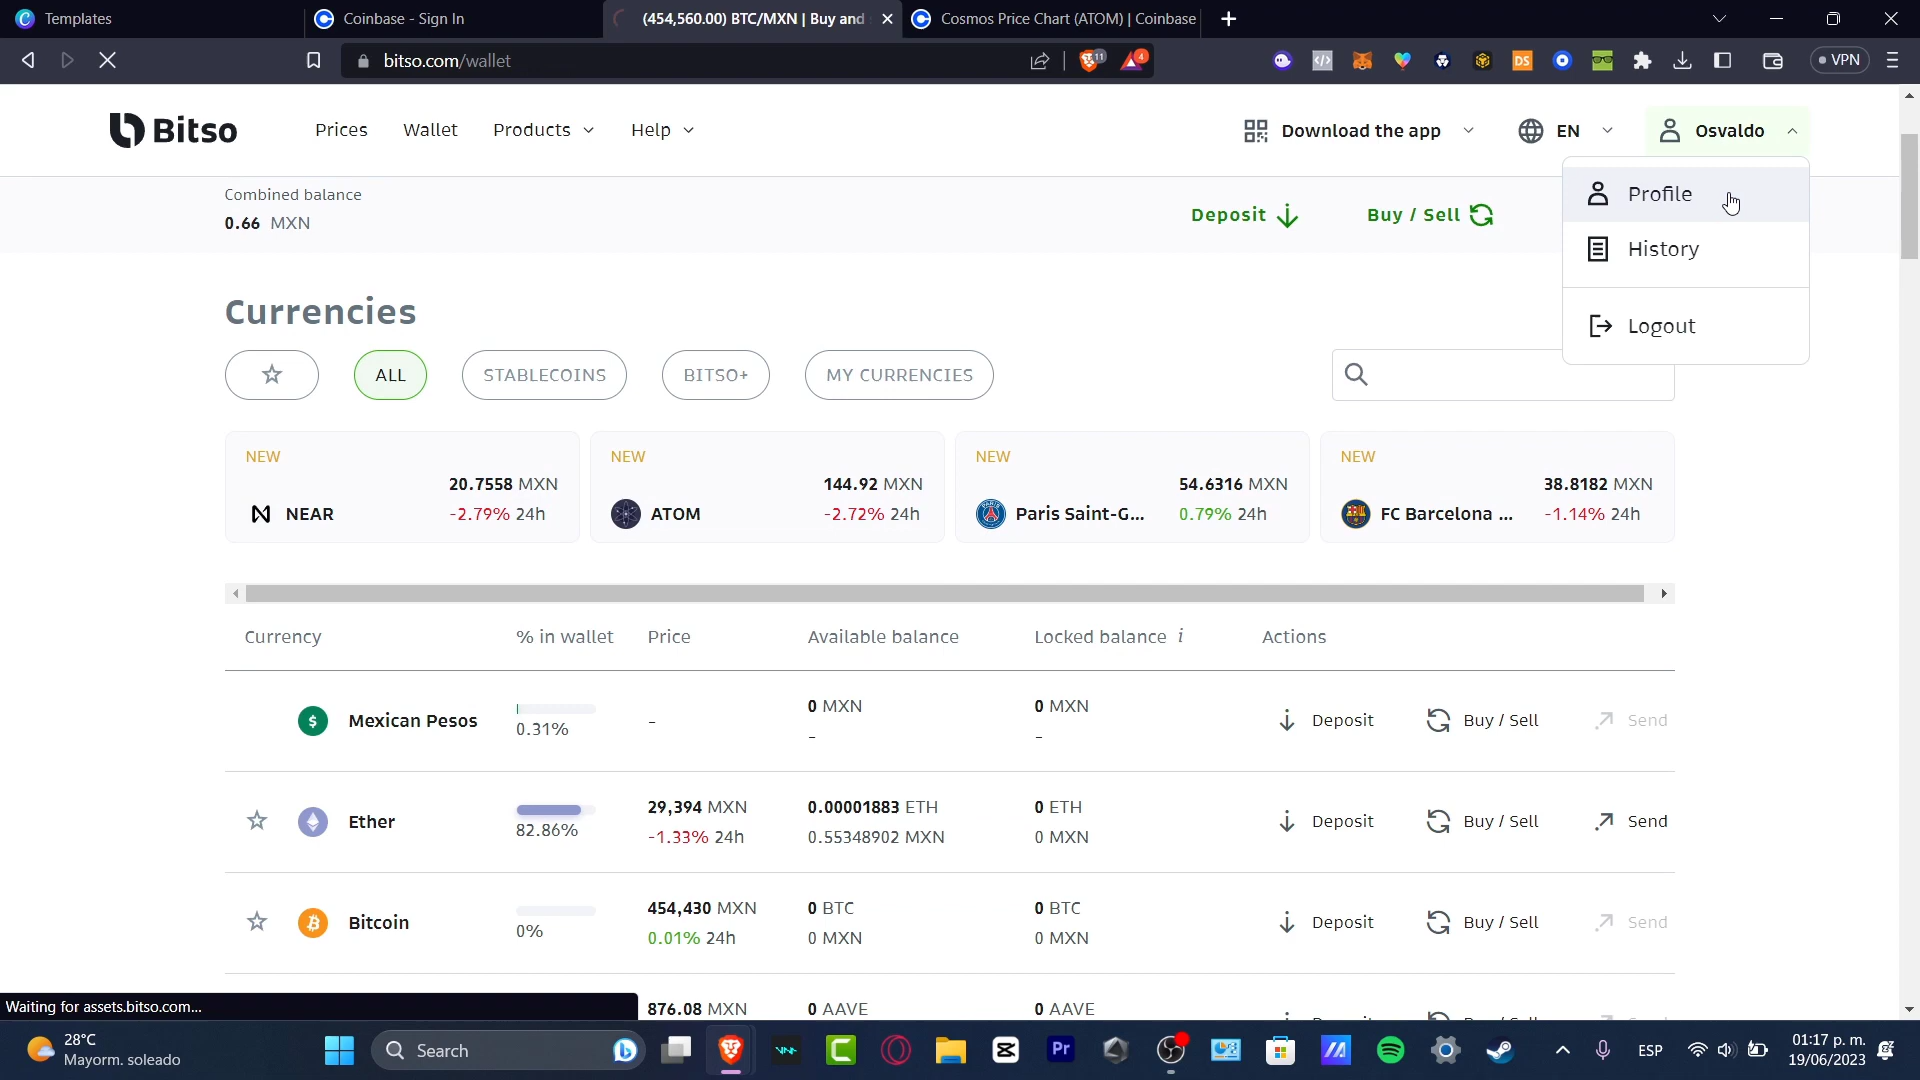 Templates
Coinbase - Sign In
(454,560.00) BTC/MXN | Buy and
Cosmos Price Chart (ATOM) | Coinbase
bitso.com/wallet
11
4
DS
VPN
Bitso
Prices
Wallet
Products
Help
Download the app
EN
Osvaldo
Combined balance
0.66 MXN
Deposit
Buy / Sell
Profile
History
Logout
Currencies
ALL
STABLECOINS
BITSO+
MY CURRENCIES
NEW
20.7558 MXN
NEAR
-2.79% 24h
NEW
144.92 MXN
ATOM
-2.72% 24h
NEW
54.6316 MXN
Paris Saint-G...
0.79% 24h
NEW
38.8182 MXN
FC Barcelona ...
-1.14% 24h
Currency
% in wallet
Price
Available balance
Locked balance i
Actions
Mexican Pesos
0.31%
-
0 MXN
-
0 MXN
-
Deposit
Buy / Sell
Send
Ether
82.86%
29,394 MXN
-1.33% 24h
0.00001883 ETH
0.55348902 MXN
0 ETH
0 MXN
Deposit
Buy / Sell
Send
Bitcoin
0%
454,430 MXN
0.01% 24h
0 BTC
0 MXN
0 BTC
0 MXN
Deposit
Buy / Sell
Send
Waiting for assets.bitso.com...
876.08 MXN
0 AAVE
0 AAVE
28°C
Mayorm. soleado
Search
Pr
ESP
01:17 p. m.
19/06/2023